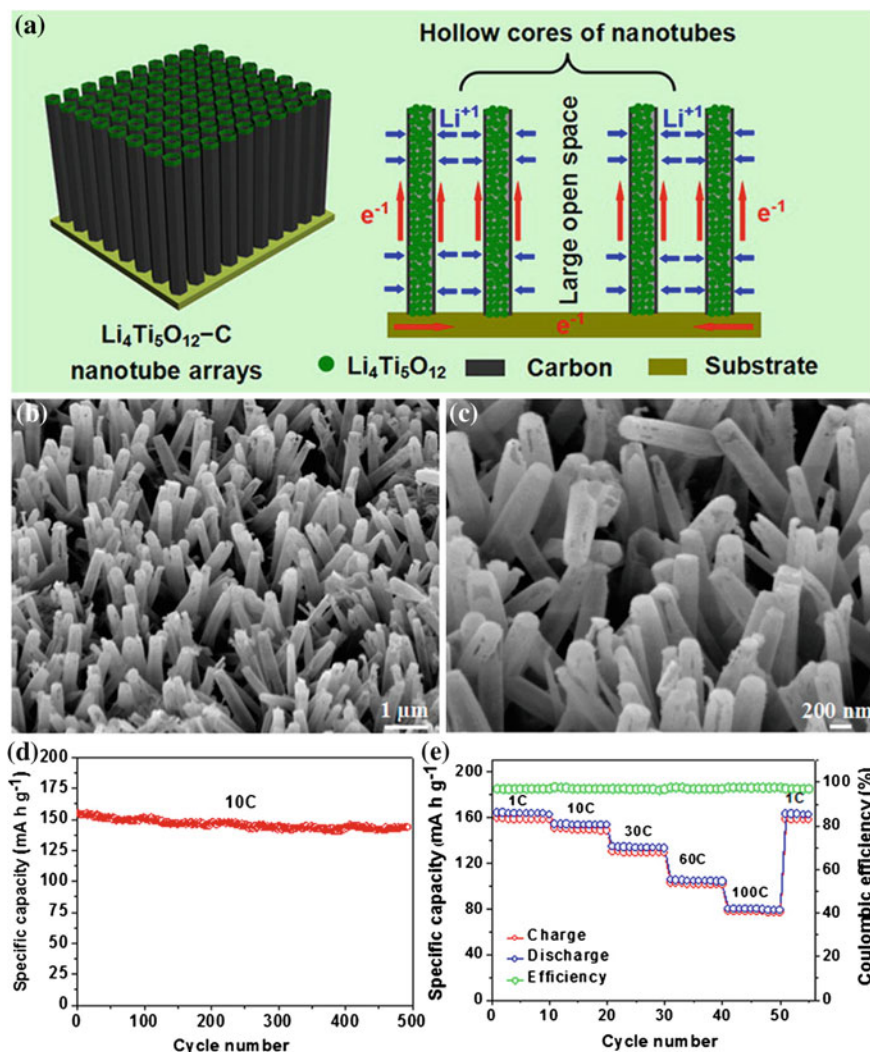 (a)
Hollow cores of nanotubes
Li+1
Li+1
Large open space
e-1
e-1
e-1
Li4Ti5O12-C
nanotube arrays
Li4Ti5O12
Carbon
Substrate
(b)
1 µm
(c)
200 nm
(d)
200
175
150
125
100
75
50
25
0
Specific capacity (mA h g-1)
10C
0 100 200 300 400 500
Cycle number
(e)
200
160
120
80
40
0
Specific capacity (mA h g-1)
1C
10C
30C
60C
100C
1C
Charge
Discharge
Efficiency
100
80
60
40
20
0
Coulombic efficiency (%)
0 10 20 30 40 50
Cycle number